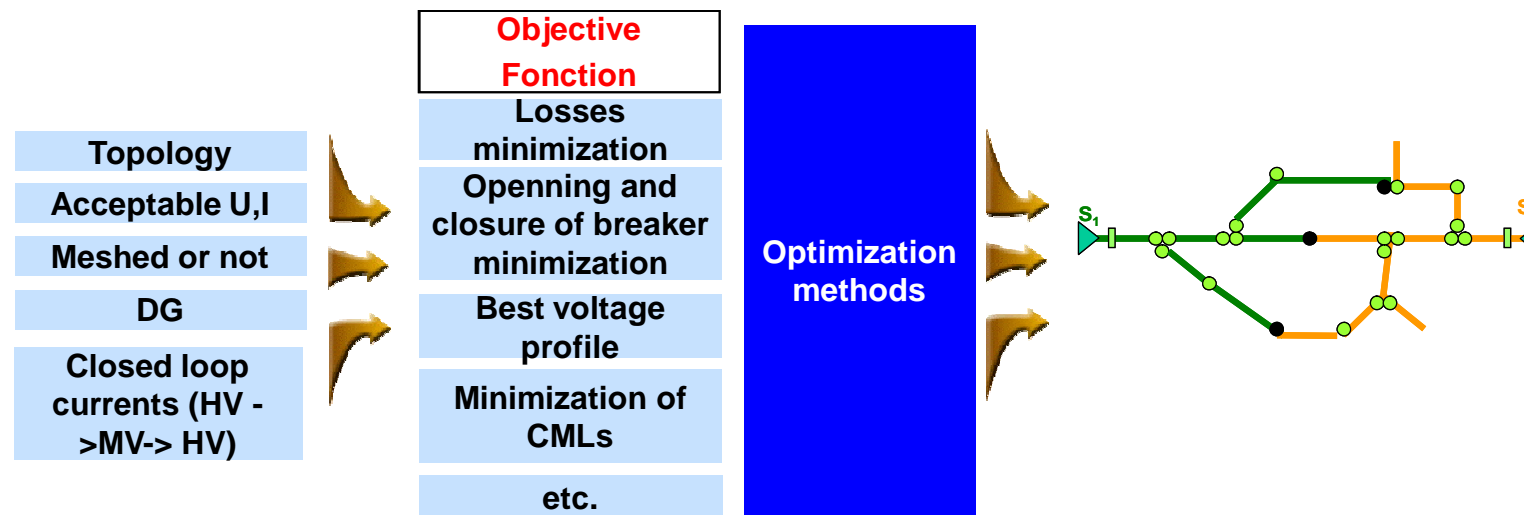 Topology
Acceptable U,I
Meshed or not
DG
Closed loop
currents (HV -
>MV-> HV)
Objective
Fonction
Losses
minimization
Openning and
closure of breaker
minimization
Best voltage
profile
Minimization of
CMLs
etc.
Optimization
methods
S₁
S